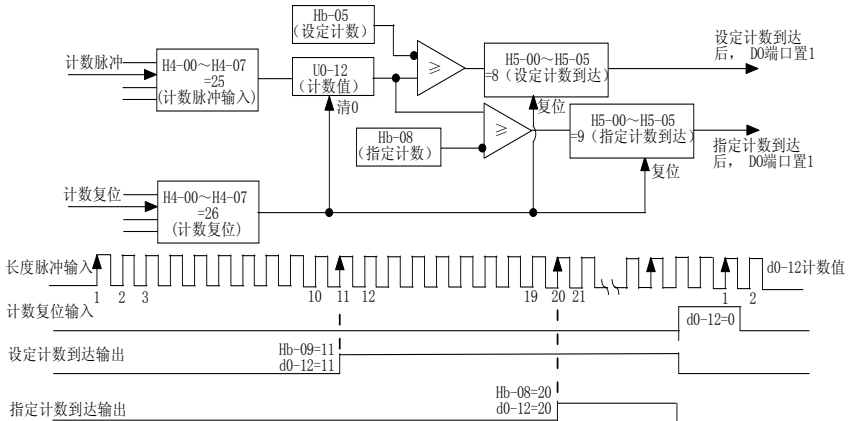 Hb-05
(设定计数)
设定计数到达
后, DO端口置1
计数脉冲
H4-00～H4-07
=25
(计数脉冲输入)
U0-12
(计数值)
≥
H5-00～H5-05
=8（设定计数到达）
清0
复位
Hb-08
(指定计数)
≥
H5-00～H5-05
=9（指定计数到达）
指定计数到达
后, DO端口置1
复位
计数复位
H4-00～H4-07
=26
(计数复位)
长度脉冲输入
d0-12计数值
1 2 3 10 11 12 19 20 21 1 2
计数复位输入
d0-12=0
设定计数到达输出
Hb-09=11
d0-12=11
指定计数到达输出
Hb-08=20
d0-12=20